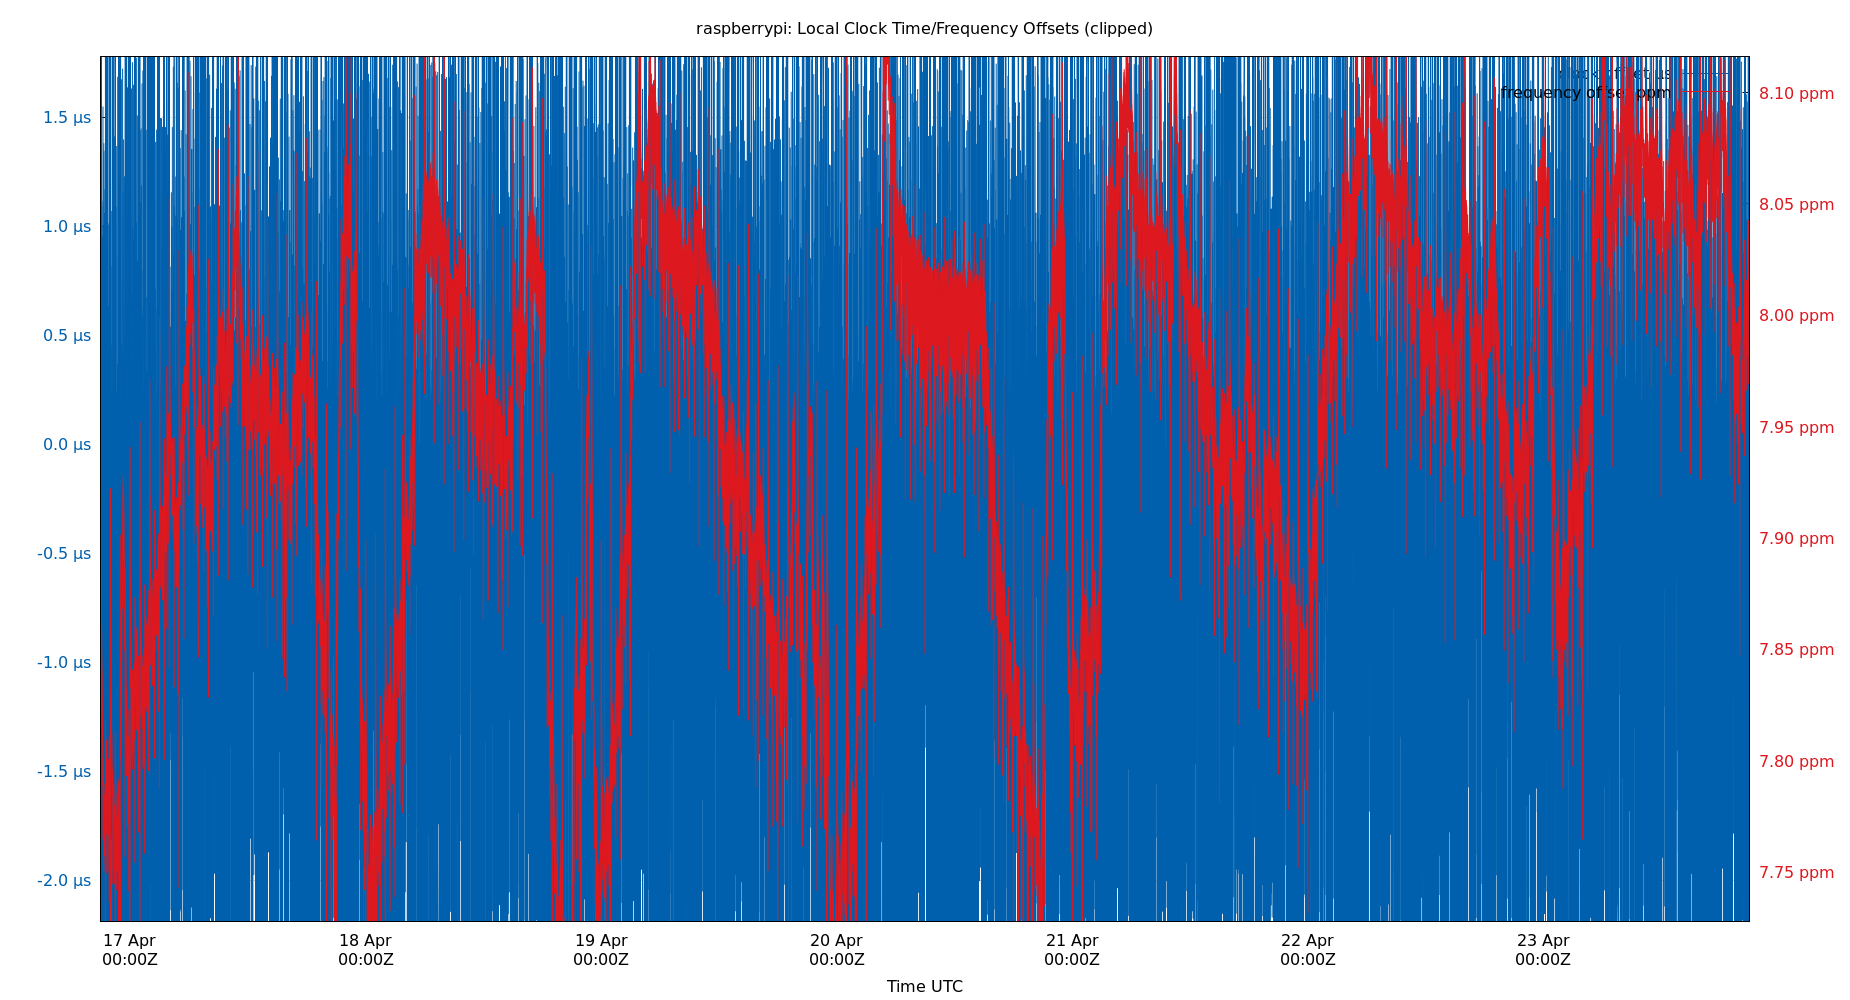 raspberrypi: Local Clock Time/Frequency Offsets (clipped)
frequency offset ppm
1.5 µs
1.0 µs
0.5 µs
0.0 µs
-0.5 µs
-1.0 µs
-1.5 µs
-2.0 µs
8.10 ppm
8.05 ppm
8.00 ppm
7.95 ppm
7.90 ppm
7.85 ppm
7.80 ppm
7.75 ppm
17 Apr
00:00Z
18 Apr
00:00Z
19 Apr
00:00Z
20 Apr
00:00Z
21 Apr
00:00Z
22 Apr
00:00Z
23 Apr
00:00Z
Time UTC